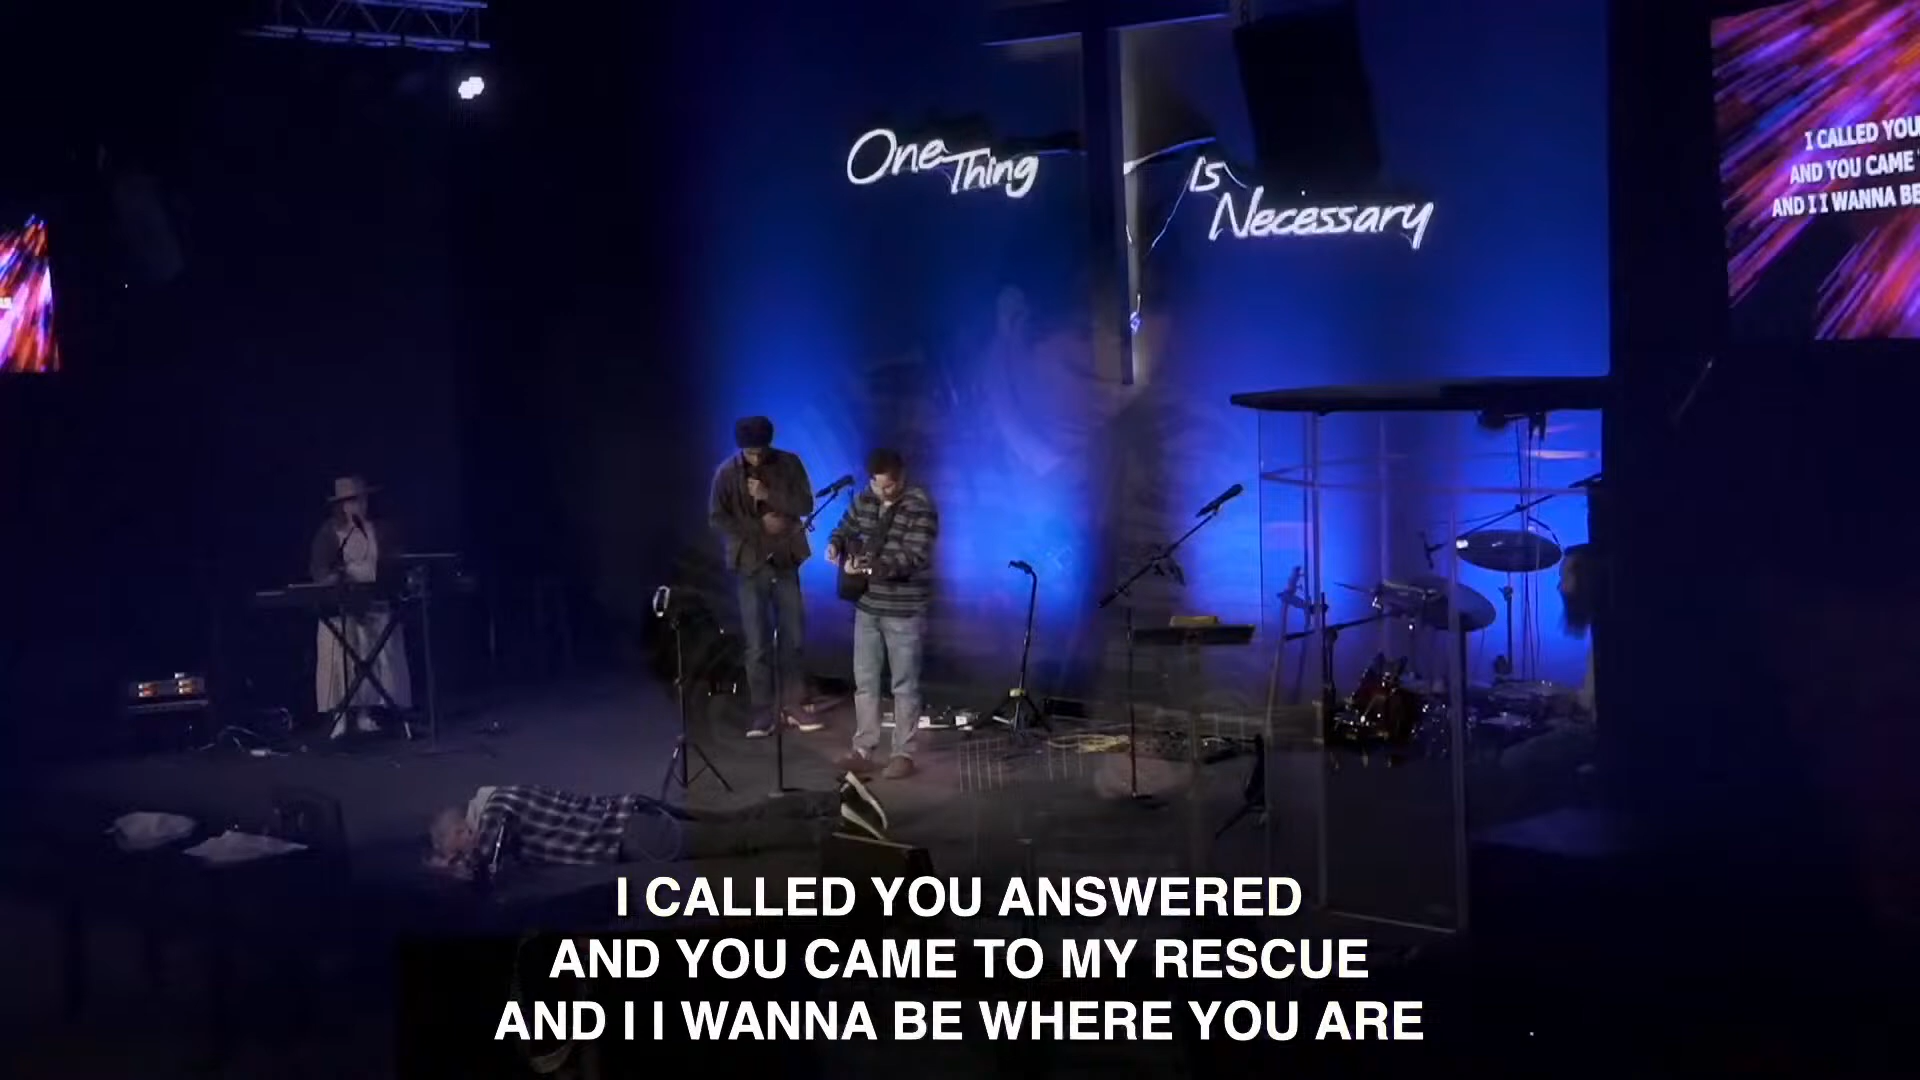 One Thing is Necessary
I CALLED YOU
AND YOU CAME
AND I I WANNA BE
I CALLED YOU ANSWERED
AND YOU CAME TO MY RESCUE
AND I I WANNA BE WHERE YOU ARE